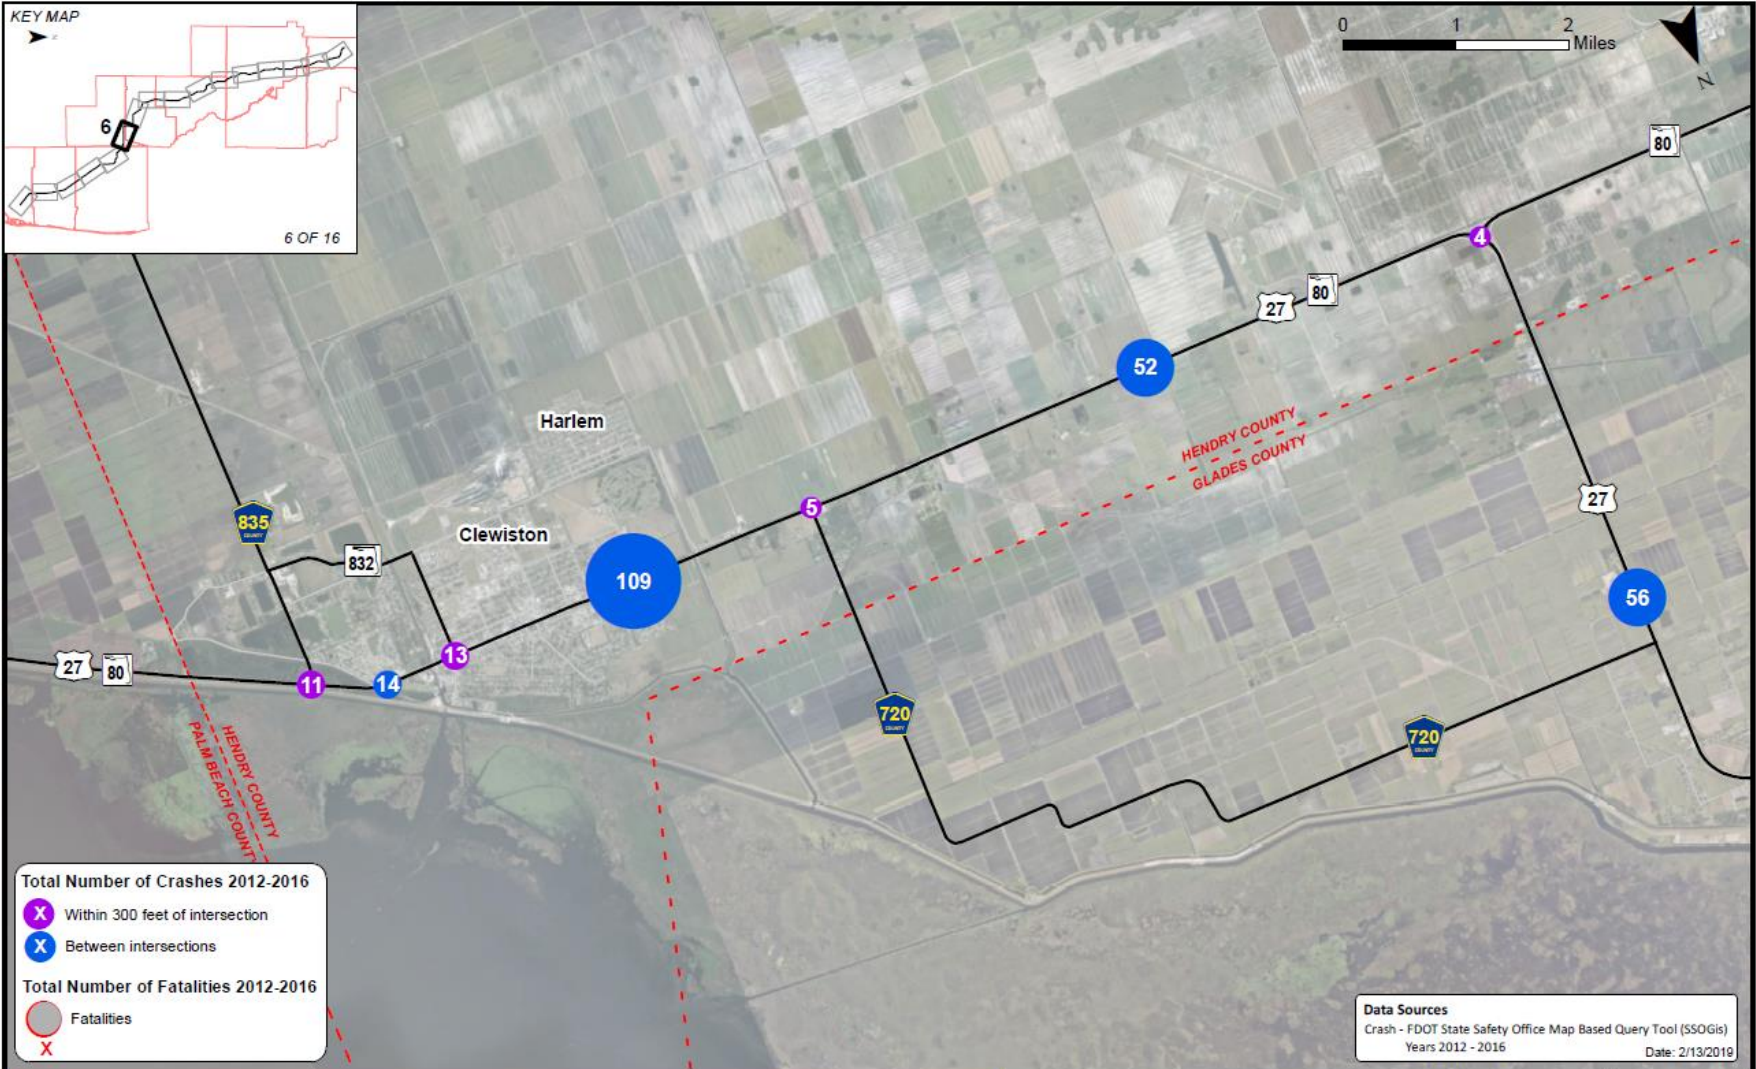 KEY MAP
6
6 OF 16
0 1 2
Miles
N
80
4
80
27
52
HENDRY COUNTY
GLADES COUNTY
Harlem
27
5
835
COUNTY
Clewiston
832
109
56
13
27
80
11
14
720
COUNTY
720
COUNTY
HENDRY COUNTY
PALM BEACH COUNT
Total Number of Crashes 2012-2016
X Within 300 feet of intersection
X Between intersections
Total Number of Fatalities 2012-2016
Fatalities
X
Data Sources
Crash - FDOT State Safety Office Map Based Query Tool (SSOGis)
Years 2012 - 2016
Date: 2/13/2019